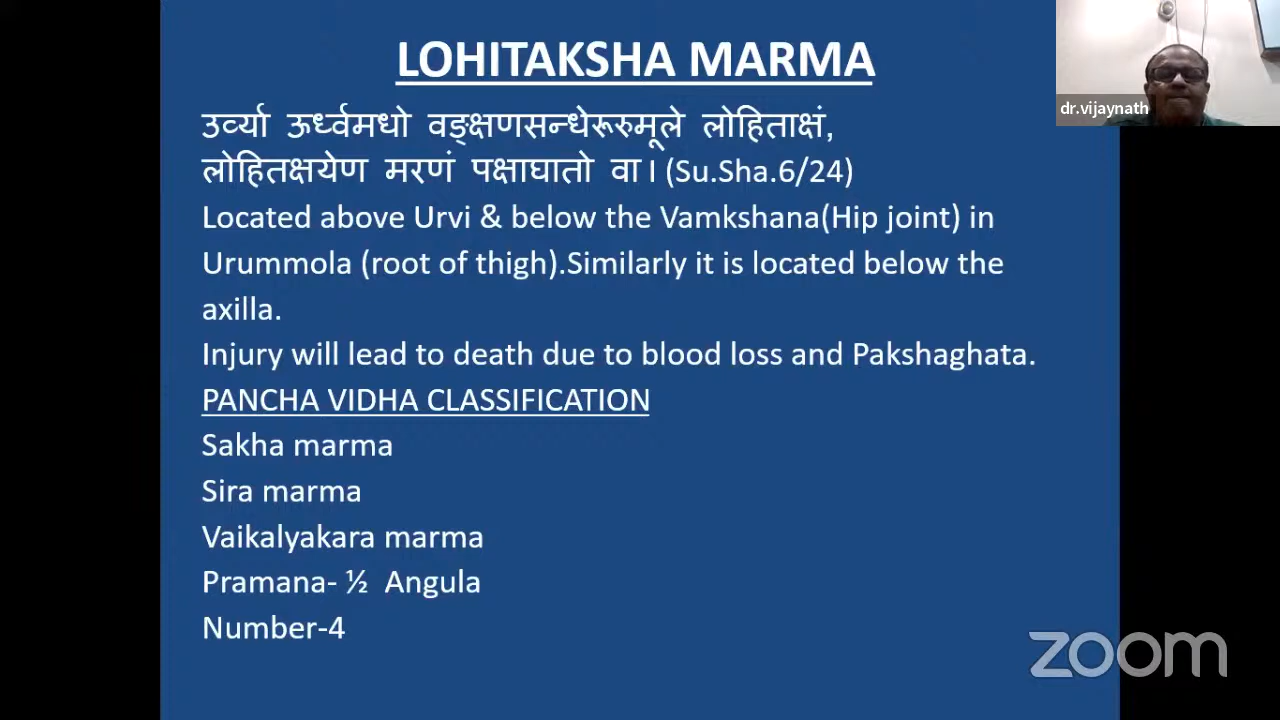 LOHITAKSHA MARMA
उर्व्या ऊर्ध्वमधो वङ्क्षणसन्धेरूरुमूले लोहिताक्षं,
लोहितक्षयेण मरणं पक्षाघातो वा । (Su.Sha.6/24)
Located above Urvi & below the Vamkshana(Hip joint) in
Urummola (root of thigh).Similarly it is located below the
axilla.
Injury will lead to death due to blood loss and Pakshaghata.
PANCHA VIDHA CLASSIFICATION
Sakha marma
Sira marma
Vaikalyakara marma
Pramana- ½ Angula
Number-4
dr.vijaynath
zoom